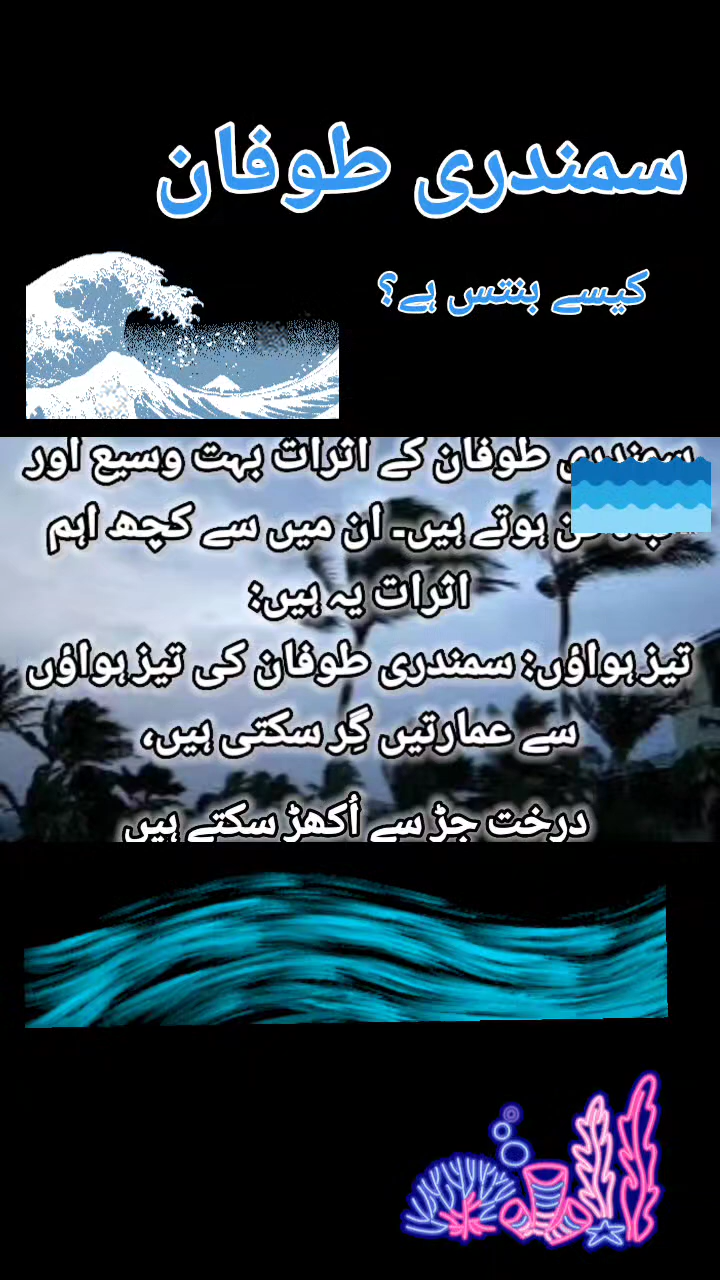 سمندری طوفان
کیسے بنتس ہے؟
سمندری طوفان کے اثرات بہت وسیع اور
ہوتے ہیں۔ ان میں سے کچھ اہم
اثرات یہ ہیں:
تیز ہواؤں: سمندری طوفان کی تیز ہواؤں
سے عمارتیں گِر سکتی ہیں،
درخت جڑ سے اُکھڑ سکتے ہیں